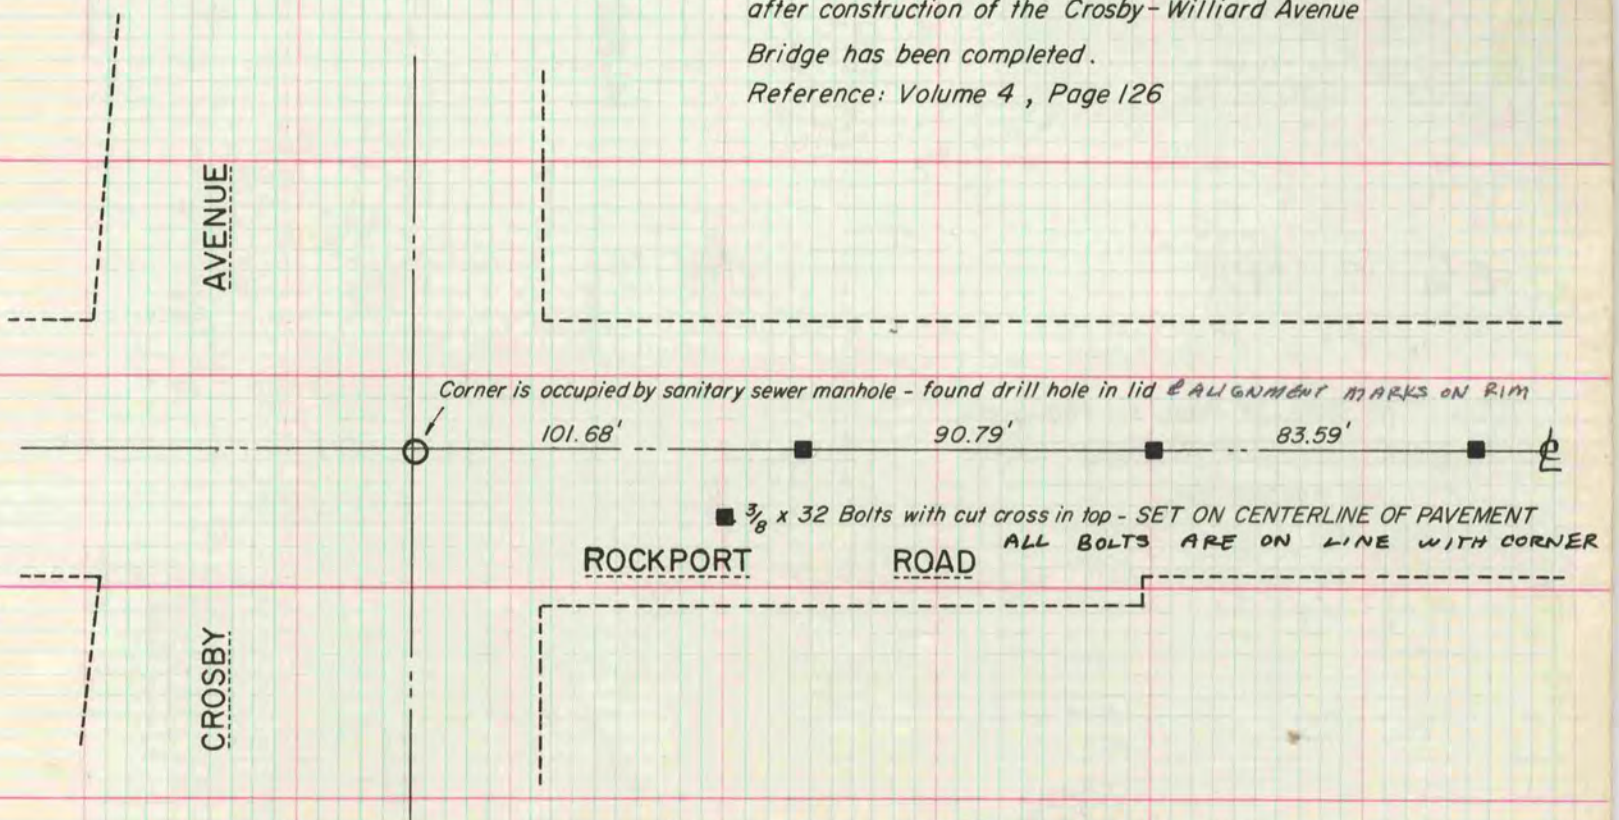 after construction of the Crosby-Williard Avenue
Bridge has been completed.
Reference: Volume 4, Page 126
AVENUE
Corner is occupied by sanitary sewer manhole - found drill hole in lid & ALIGNMENT MARKS ON RIM
101.68' 90.79' 83.59' ℄
■ 3/8 x 32 Bolts with cut cross in top - SET ON CENTERLINE OF PAVEMENT
ALL BOLTS ARE ON LINE WITH CORNER
ROCKPORT ROAD
CROSBY